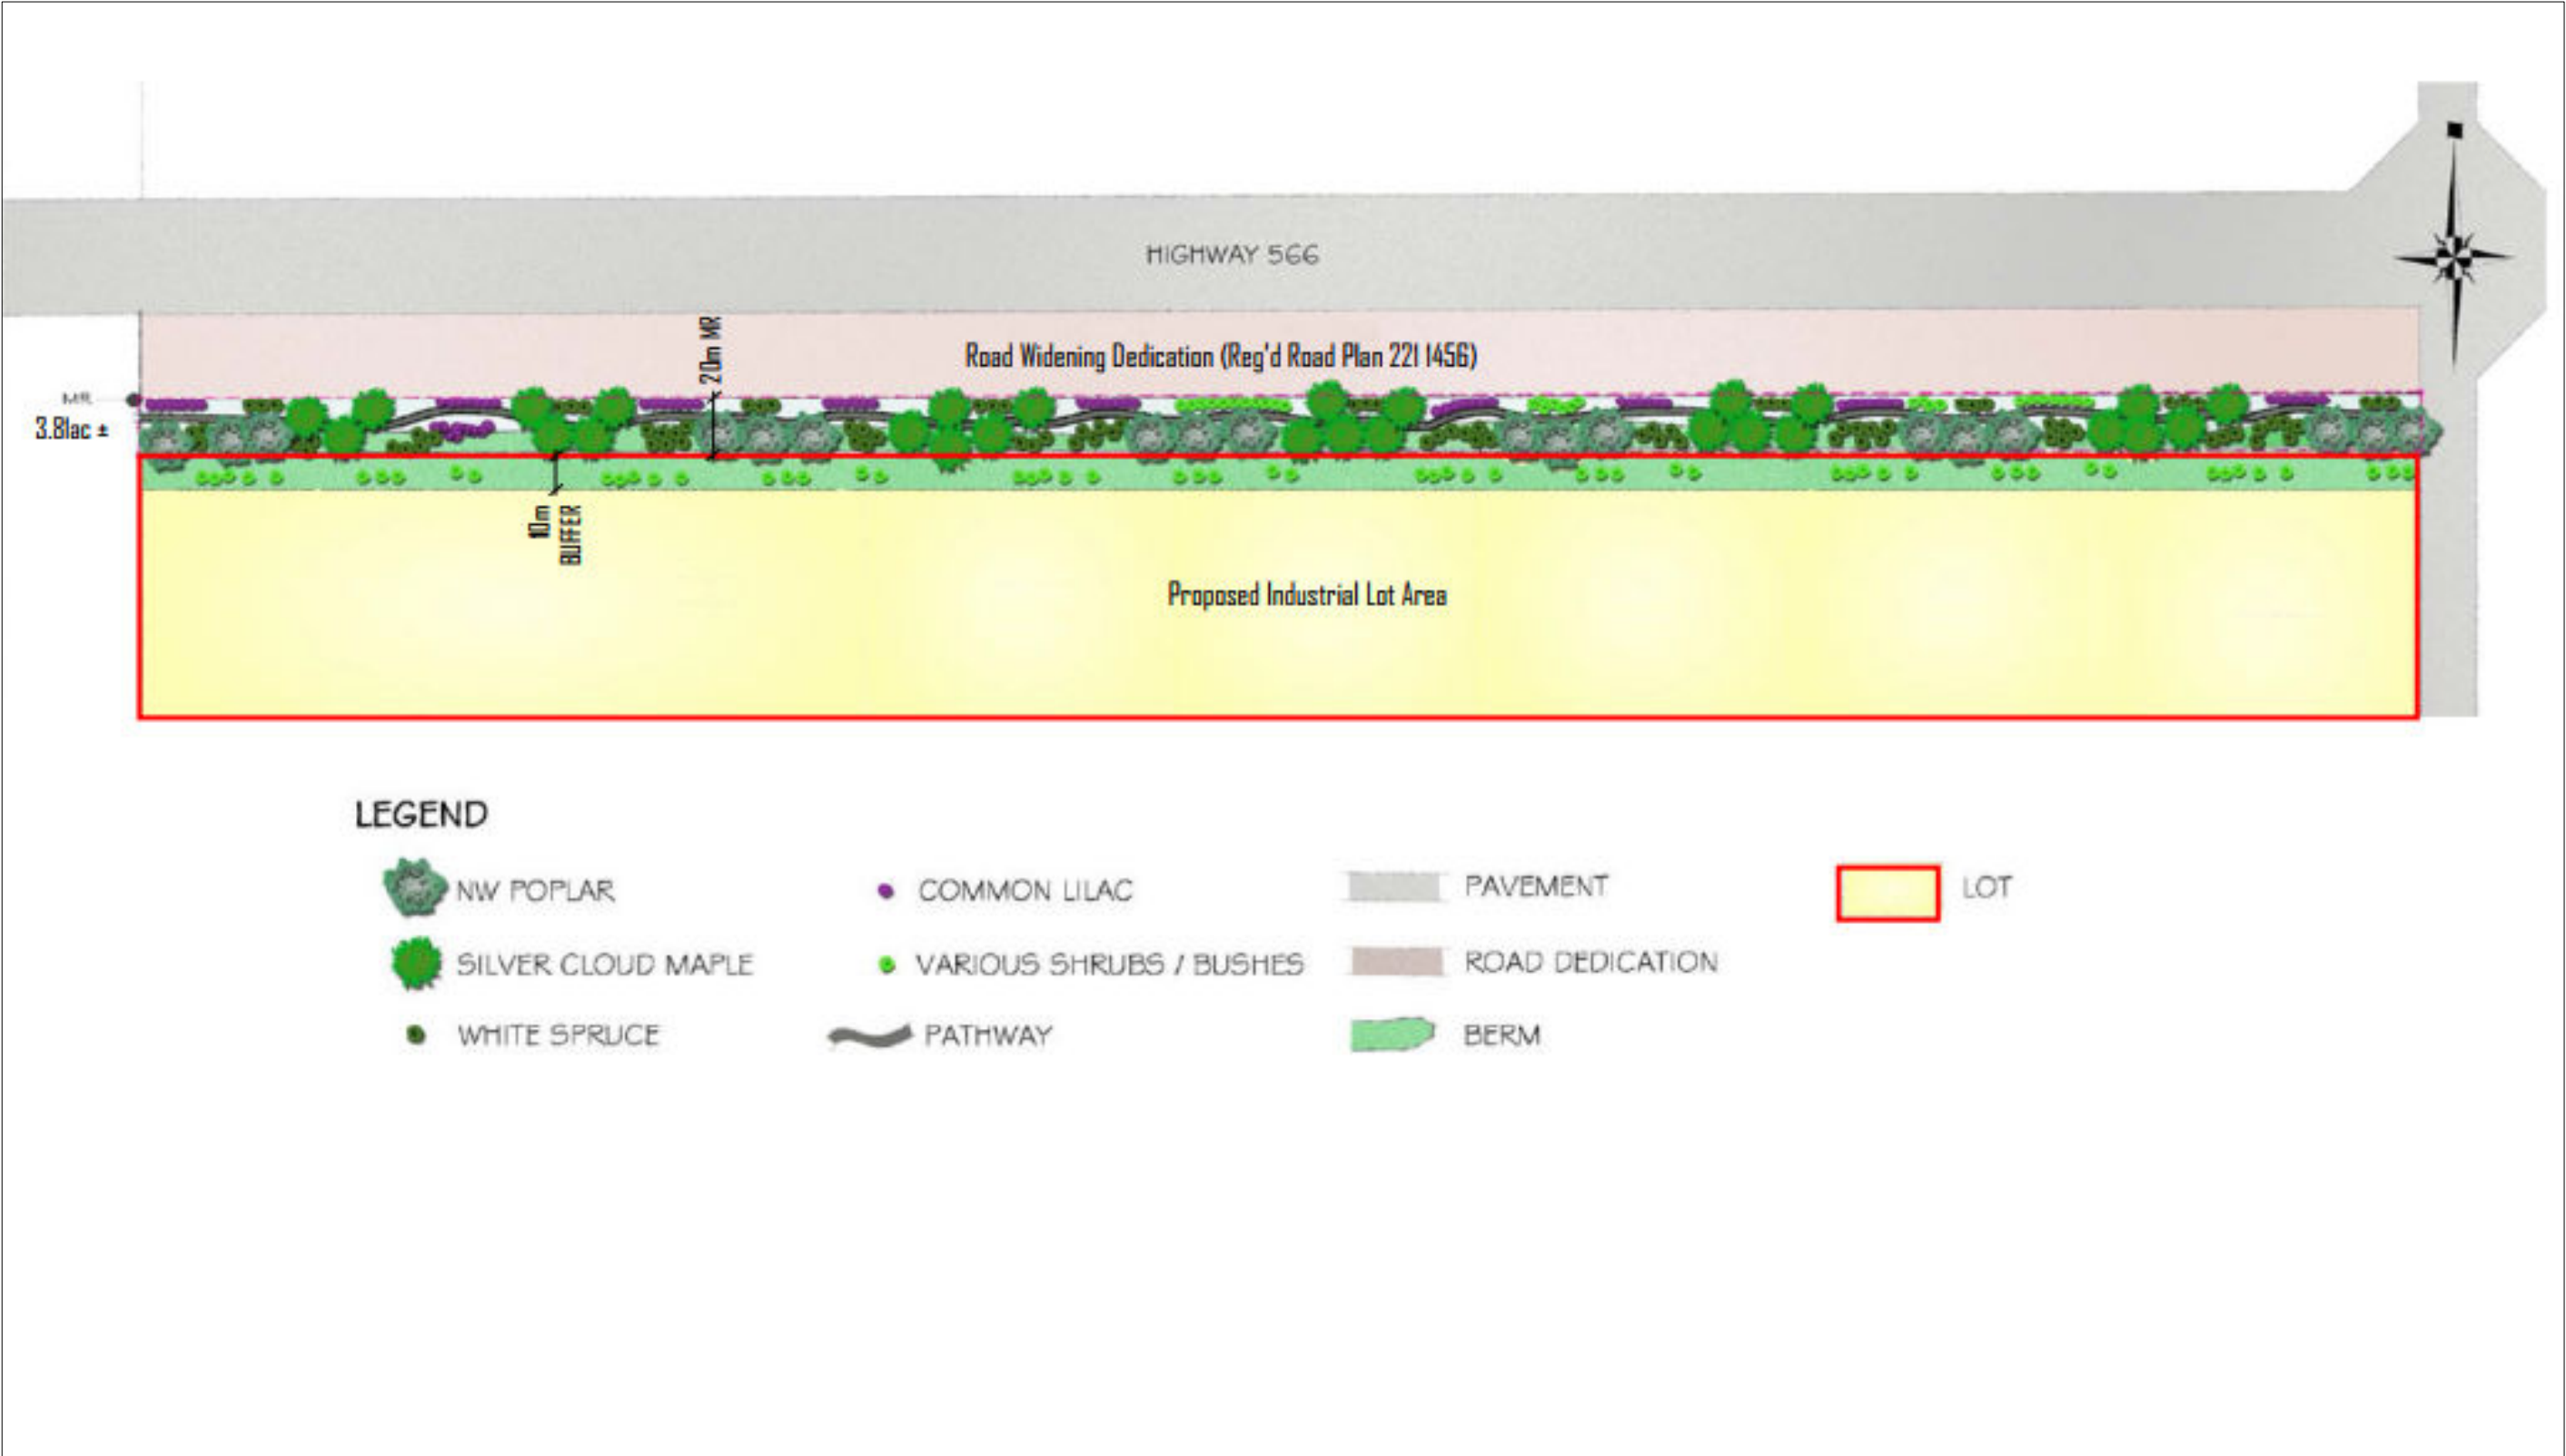 HIGHWAY 566
20m MR
Road Widening Dedication (Reg'd Road Plan 221 1456)
MR
3.81ac ±
10m
BUFFER
Proposed Industrial Lot Area
LEGEND
NW POPLAR
COMMON LILAC
PAVEMENT
LOT
SILVER CLOUD MAPLE
VARIOUS SHRUBS / BUSHES
ROAD DEDICATION
WHITE SPRUCE
PATHWAY
BERM